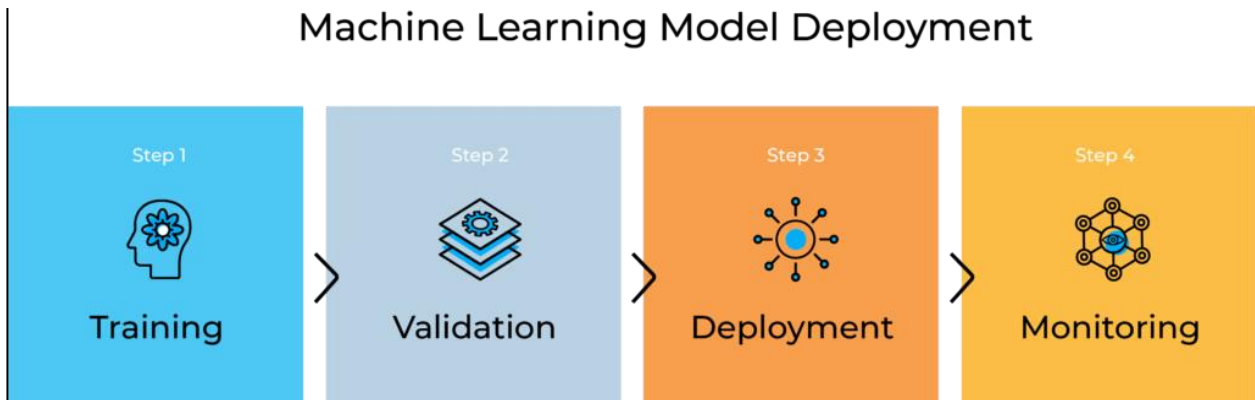 Machine Learning Model Deployment
Step 1
Training
Step 2
Validation
Step 3
Deployment
Step 4
Monitoring